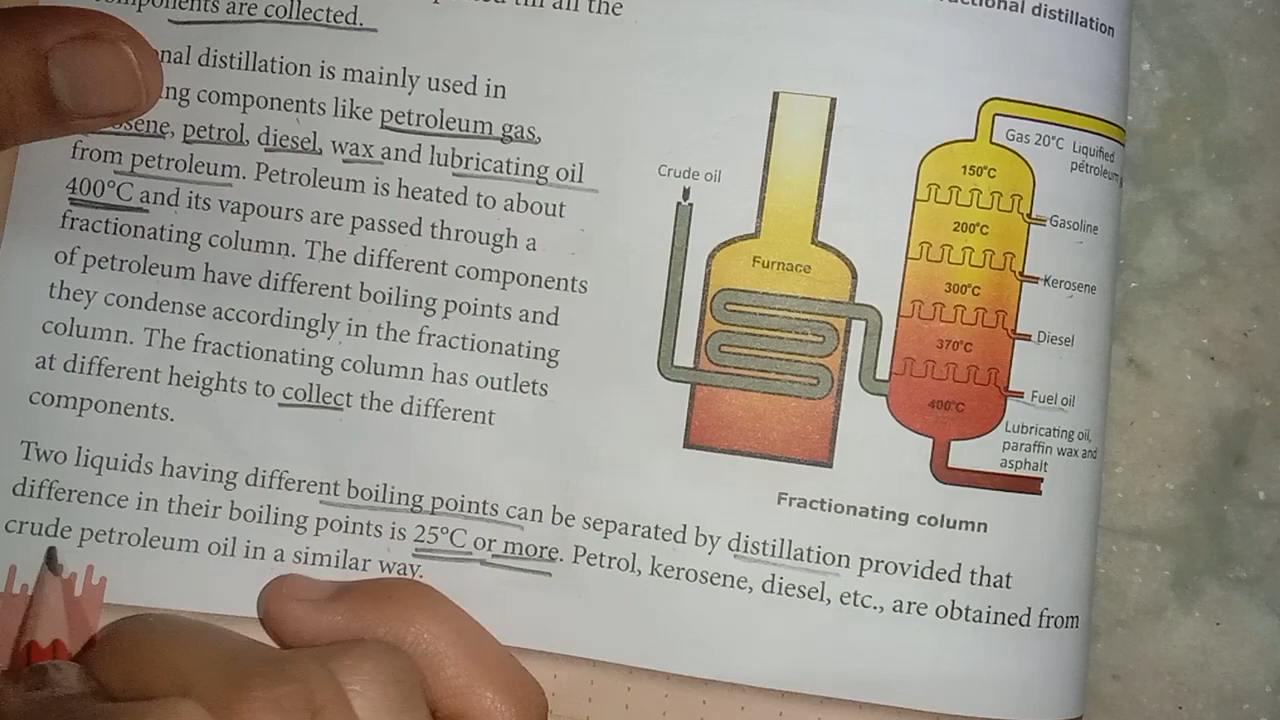 are collected.
the
distillation is mainly used in
components like petroleum gas,
petrol, diesel, wax and lubricating oil
from petroleum. Petroleum is heated to about
400°C and its vapours are passed through a
fractionating column. The different components
of petroleum have different boiling points and
they condense accordingly in the fractionating
column. The fractionating column has outlets
at different heights to collect the different
components.
Two liquids having different boiling points can be separated by distillation provided that
difference in their boiling points is 25°C or more. Petrol, kerosene, diesel, etc., are obtained from
crude petroleum oil in a similar way.
distillation
Crude oil
Furnace
Gas 20°C
Liquified
petroleum
150°C
Gasoline
200°C
Kerosene
300°C
Diesel
370°C
Fuel oil
400°C
Lubricating oil,
paraffin wax and
asphalt
Fractionating column